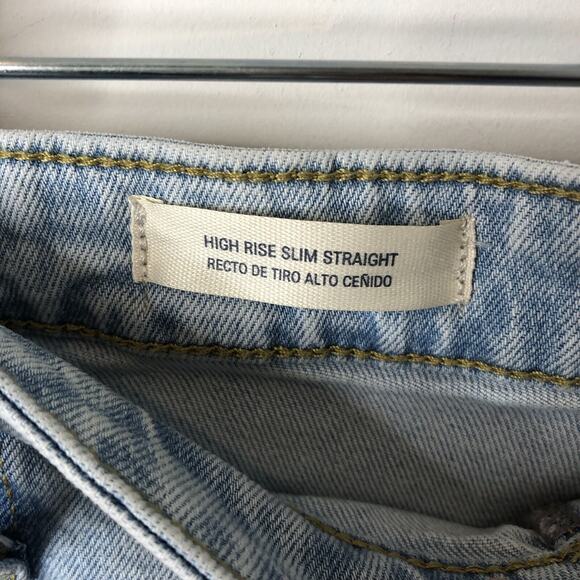 HIGH RISE SLIM STRAIGHT
RECTO DE TIRO ALTO CEÑIDO